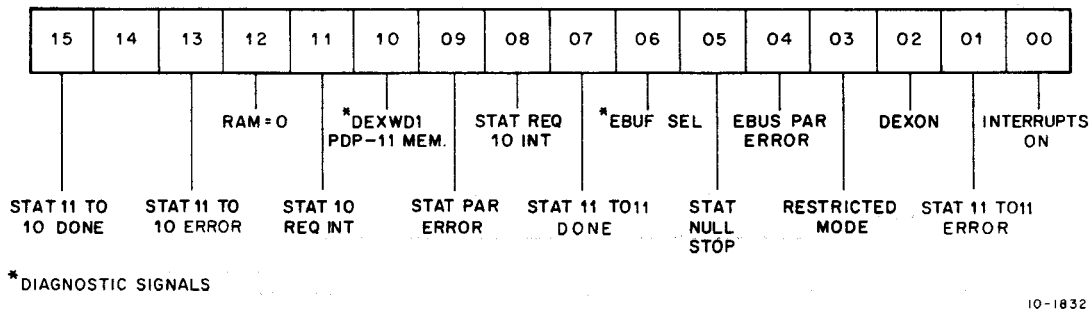 15 14 13 12 11 10 09 08 07 06 05 04 03 02 01 00
RAM=0
*DEXWD1
PDP-11 MEM.
STAT REQ
10 INT
*EBUF SEL
EBUS PAR
ERROR
DEXON
INTERRUPTS
ON
STAT 11 TO
10 DONE
STAT 11 TO
10 ERROR
STAT 10
REQ INT
STAT PAR
ERROR
STAT 11 TO11
DONE
STAT
NULL
STOP
RESTRICTED
MODE
STAT 11 TO11
ERROR
*DIAGNOSTIC SIGNALS
10-1832